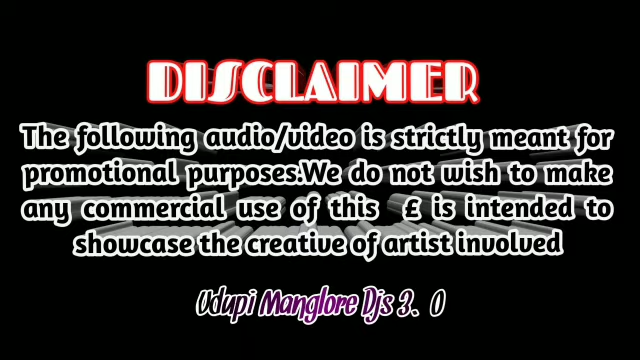 DISCLAIMER
The following audio/video is strictly meant for
promotional purposes.We do not wish to make
any commercial use of this £ is intended to
showcase the creative of artist involved
Udupi Manglore Djs 3. 0